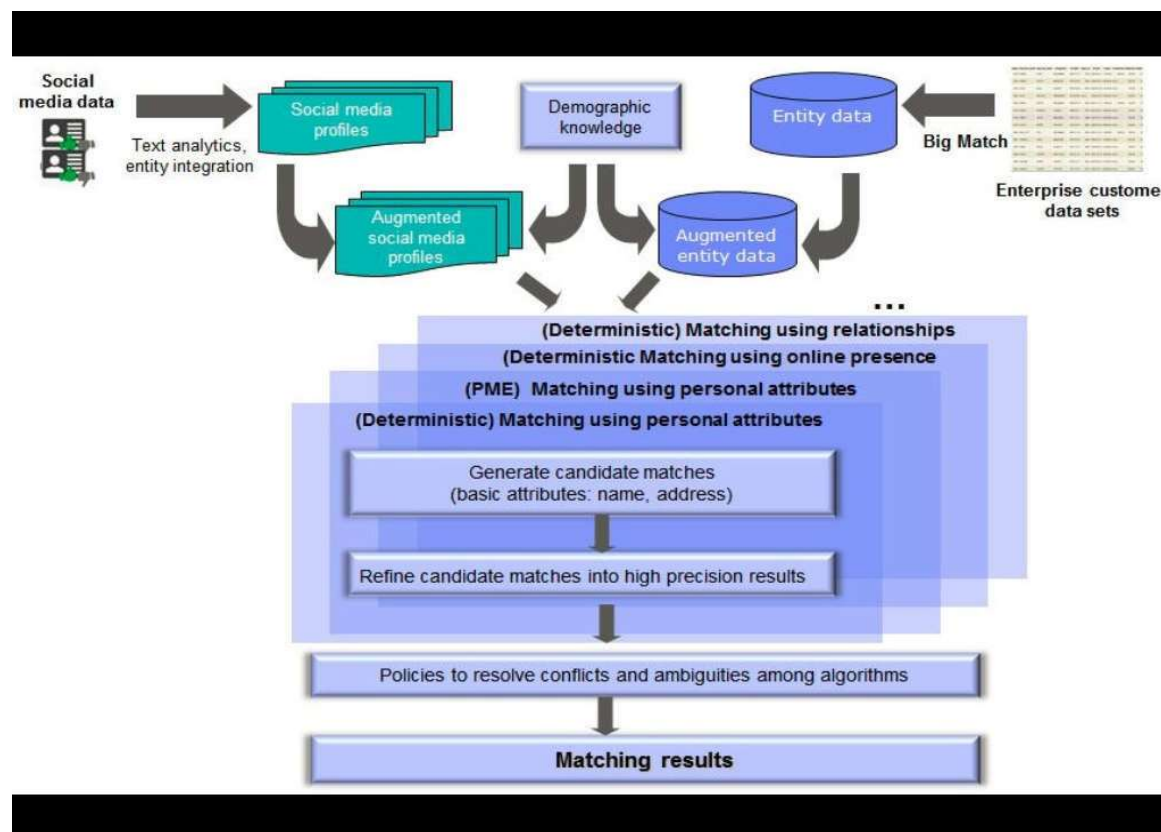 Social
media data
Text analytics,
entity integration
Social media
profiles
Demographic
knowledge
Entity data
Big Match
Enterprise custome
data sets
Augmented
social media
profiles
Augmented
entity data
...
(Deterministic) Matching using relationships
(Deterministic Matching using online presence
(PME) Matching using personal attributes
(Deterministic) Matching using personal attributes
Generate candidate matches
(basic attributes: name, address)
Refine candidate matches into high precision results
Policies to resolve conflicts and ambiguities among algorithms
Matching results